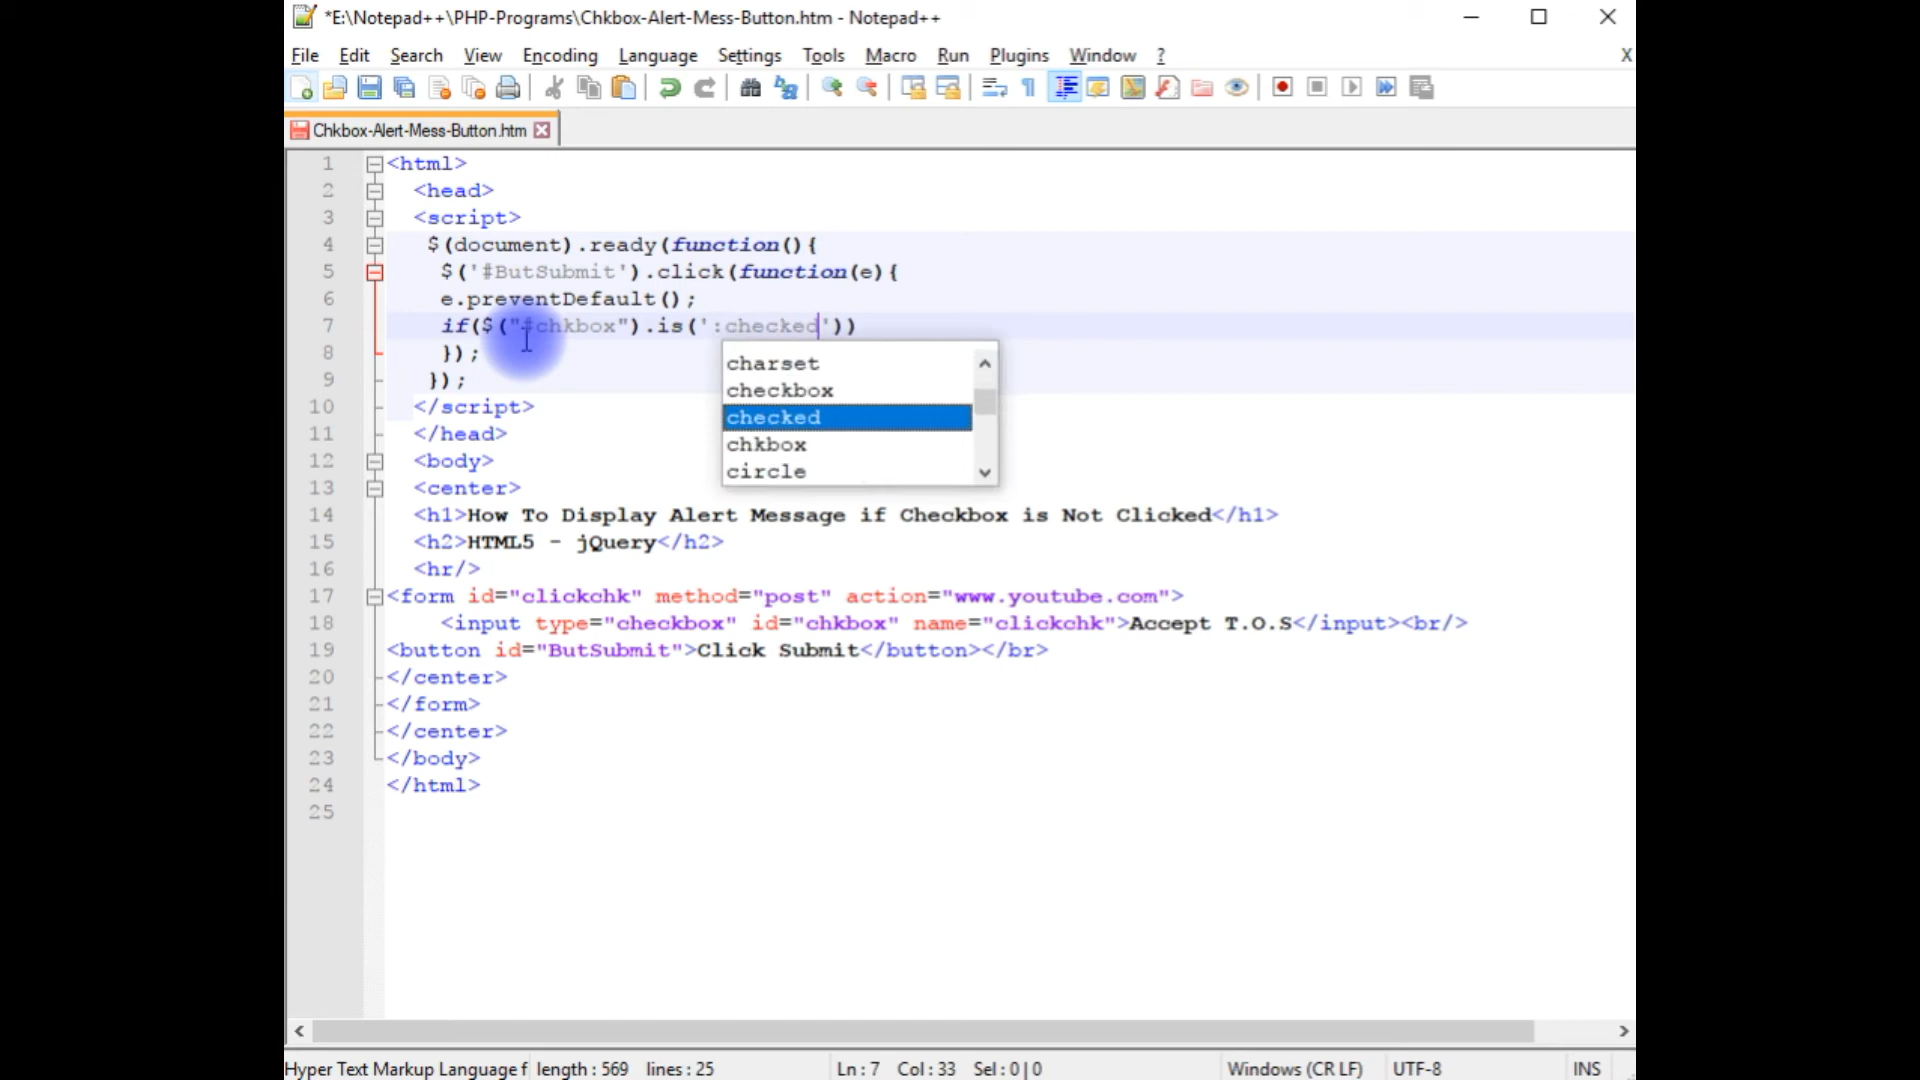 *E:\Notepad++\PHP-Programs\Chkbox-Alert-Mess-Button.htm - Notepad++
File Edit Search View Encoding Language Settings Tools Macro Run Plugins Window ? X
Chkbox-Alert-Mess-Button.htm
1 <html>
2 <head>
3 <script>
4 $(document).ready(function(){
5 $('#ButSubmit').click(function(e){
6 e.preventDefault();
7 if($("#chkbox").is(':checked'))
8 });
9 });
10 </script>
11 </head>
12 <body>
13 <center>
14 <h1>How To Display Alert Message if Checkbox is Not Clicked</h1>
15 <h2>HTML5 - jQuery</h2>
16 <hr/>
17 <form id="clickchk" method="post" action="www.youtube.com">
18 <input type="checkbox" id="chkbox" name="clickchk">Accept T.O.S</input><br/>
19 <button id="ButSubmit">Click Submit</button></br>
20 </center>
21 </form>
22 </center>
23 </body>
24 </html>
25
charset
checkbox
checked
chkbox
circle
Hyper Text Markup Language f length : 569 lines : 25 Ln : 7 Col : 33 Sel : 0 | 0 Windows (CR LF) UTF-8 INS